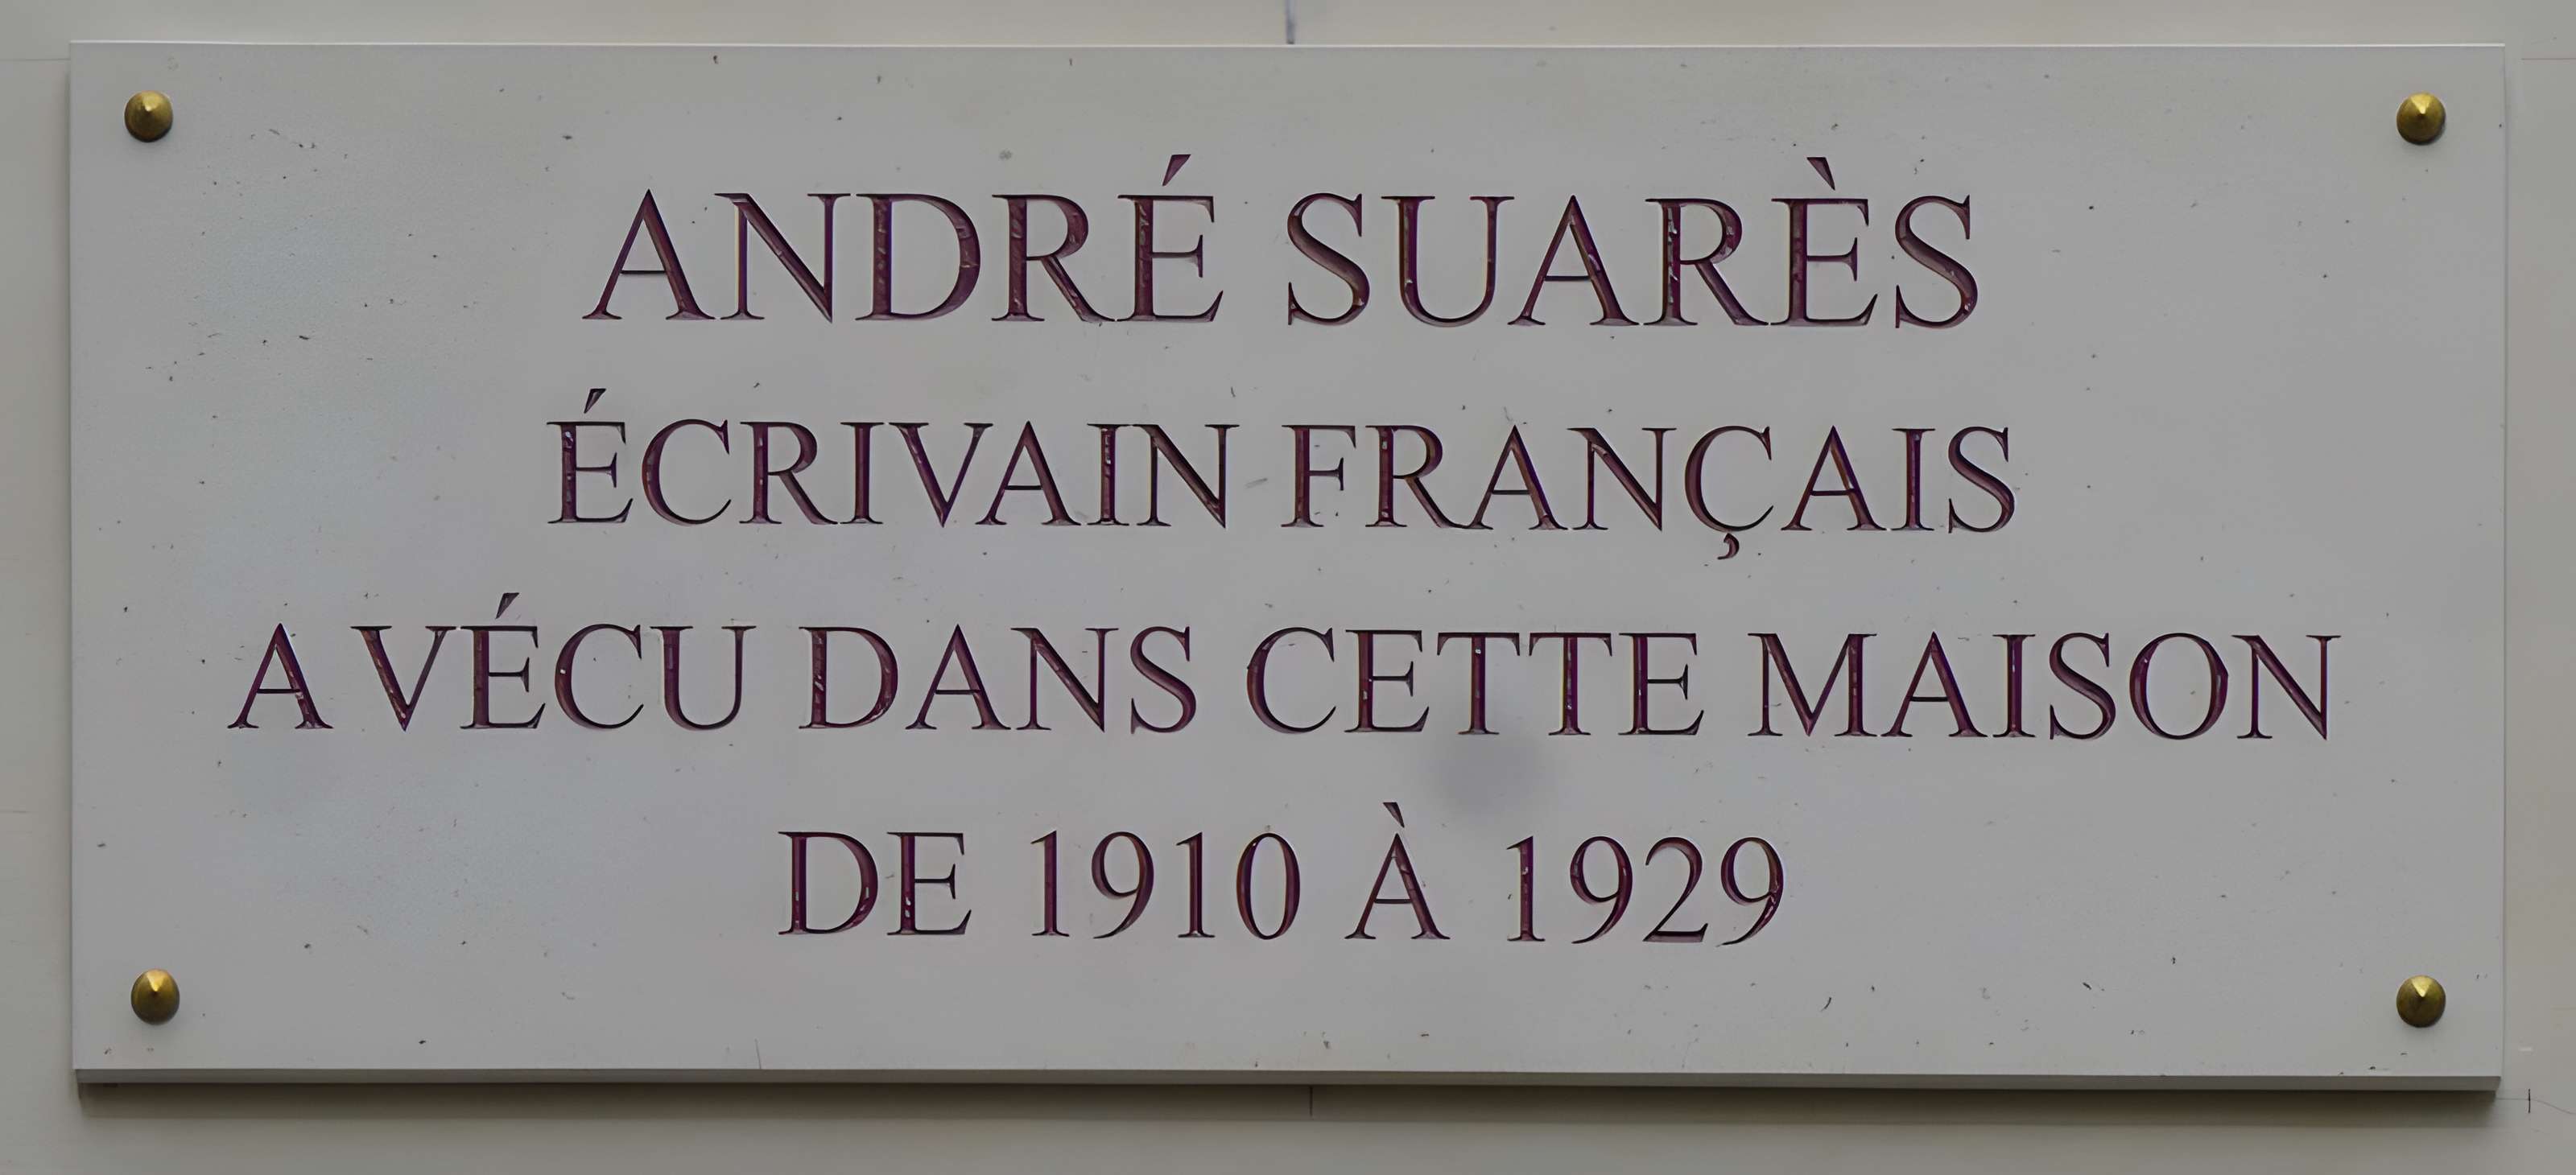 ANDRÉ SUARÈS
ÉCRIVAIN FRANÇAIS
A VÉCU DANS CETTE MAISON
DE 1910 À 1929